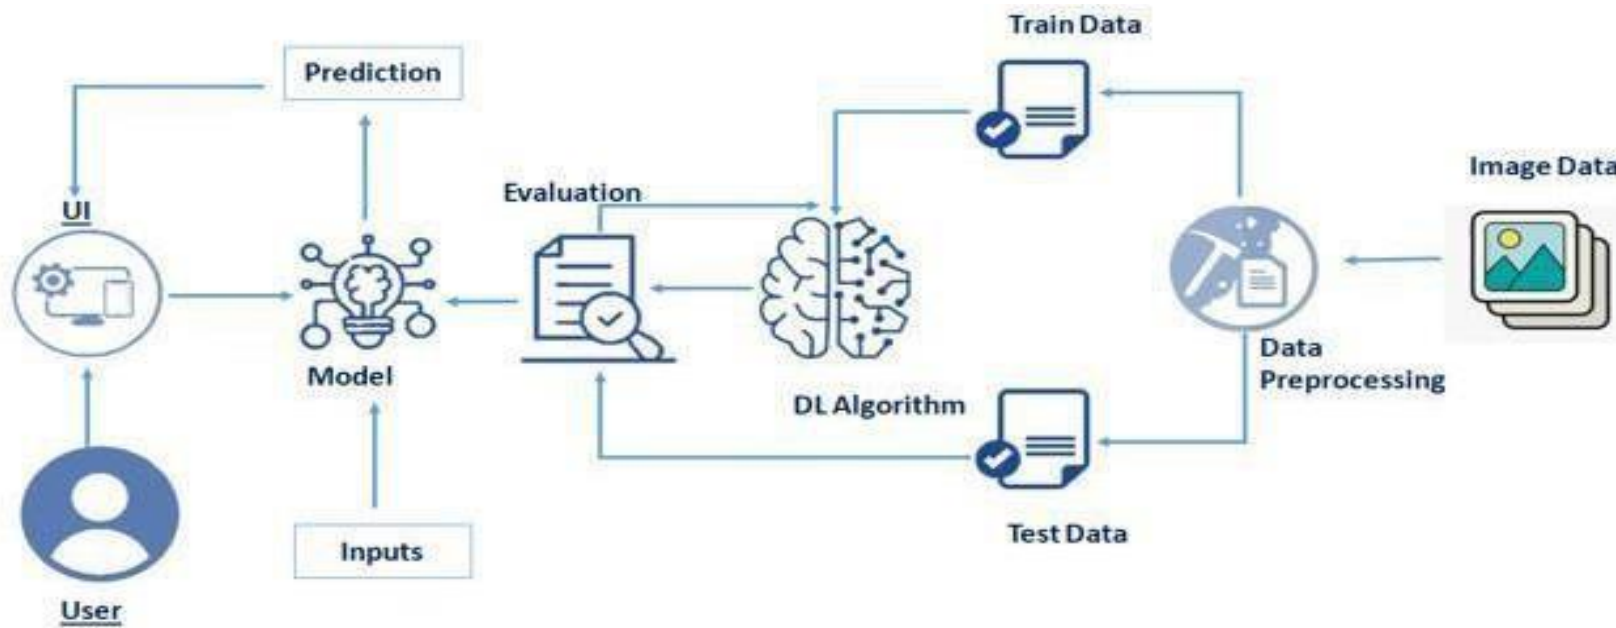 Train Data
Prediction
Image Data
Evaluation
UI
Data
Preprocessing
Model
DL Algorithm
Test Data
Inputs
User